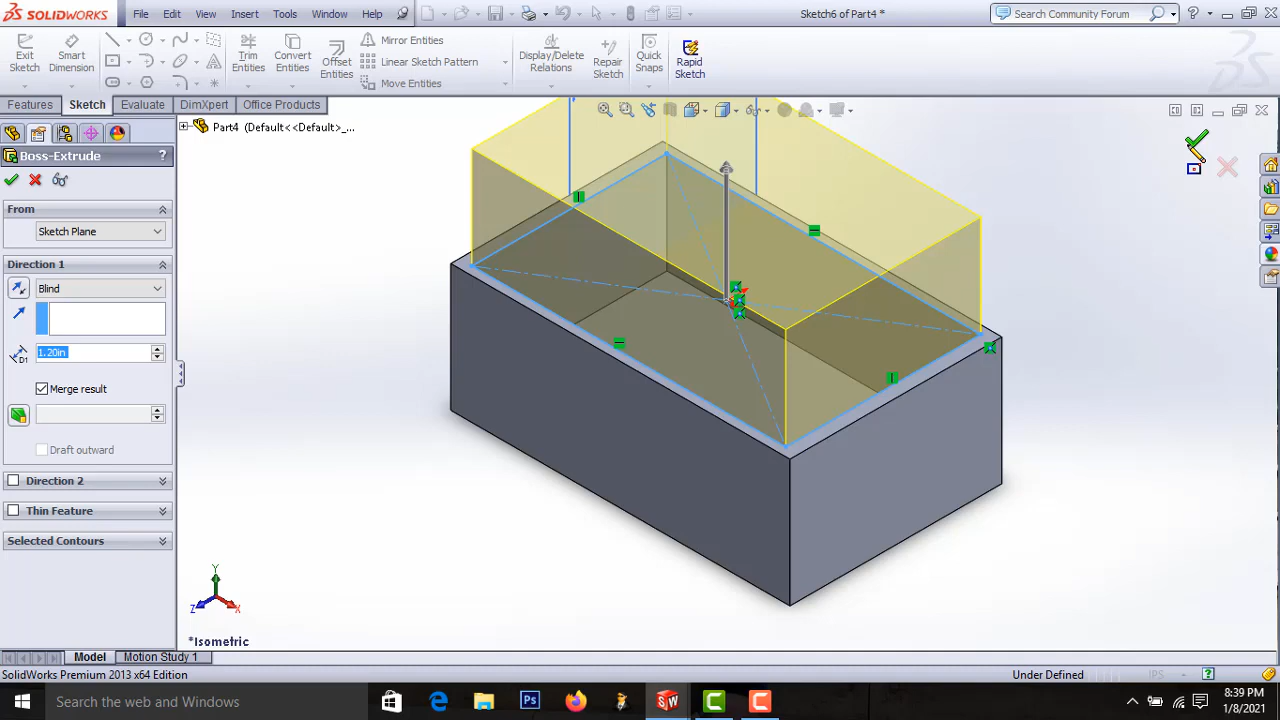 SOLIDWORKS File Edit View Insert Tools Window Help Sketch6 of Part4 * Search Community Forum
Exit Sketch
Smart Dimension
Trim Entities
Convert Entities
Offset Entities
Mirror Entities
Linear Sketch Pattern
Move Entities
Display/Delete Relations
Repair Sketch
Quick Snaps
Rapid Sketch
Features Sketch Evaluate DimXpert Office Products
Part4 (Default<<Default>_...
Boss-Extrude ?
From
Sketch Plane
Direction 1
Blind
D1
1.20in
Merge result
Draft outward
Direction 2
Thin Feature
Selected Contours
Y
Z X
*Isometric
Model Motion Study 1
SolidWorks Premium 2013 x64 Edition Under Defined IPS ?
Search the web and Windows Ps SW C C 8:39 PM
1/8/2021